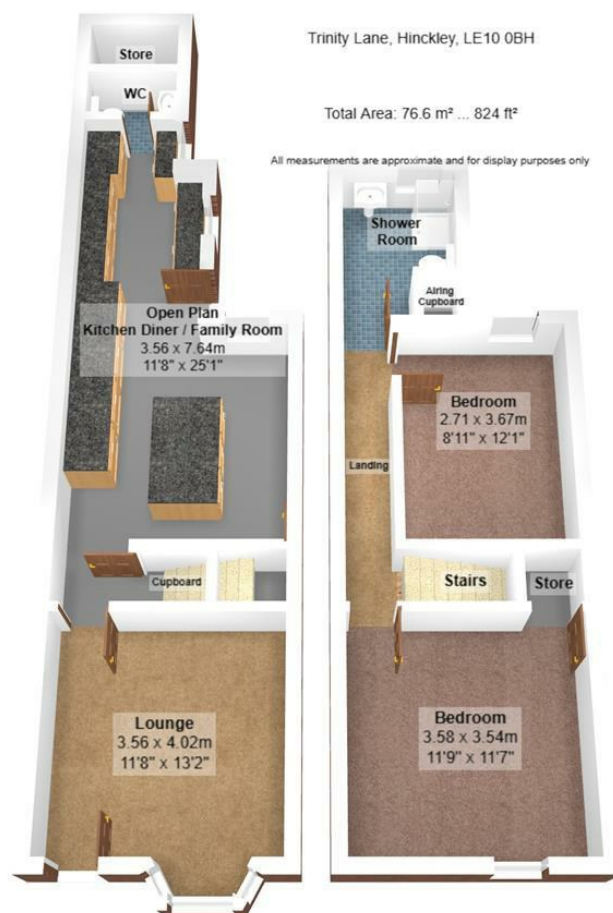 Trinity Lane, Hinckley, LE10 0BH
Total Area: 76.6 m² ... 824 ft²
All measurements are approximate and for display purposes only
Store
WC
Open Plan
Kitchen Diner / Family Room
3.56 x 7.64m
11'8" x 25'1"
Cupboard
Lounge
3.56 x 4.02m
11'8" x 13'2"
Shower
Room
Airing
Cupboard
Bedroom
2.71 x 3.67m
8'11" x 12'1"
Landing
Stairs
Store
Bedroom
3.58 x 3.54m
11'9" x 11'7"